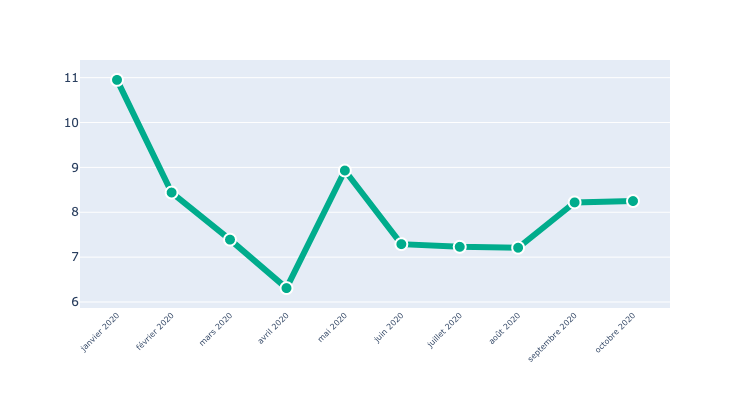 11
10
9
8
7
6
janvier 2020
février 2020
mars 2020
avril 2020
mai 2020
juin 2020
juillet 2020
août 2020
septembre 2020
octobre 2020